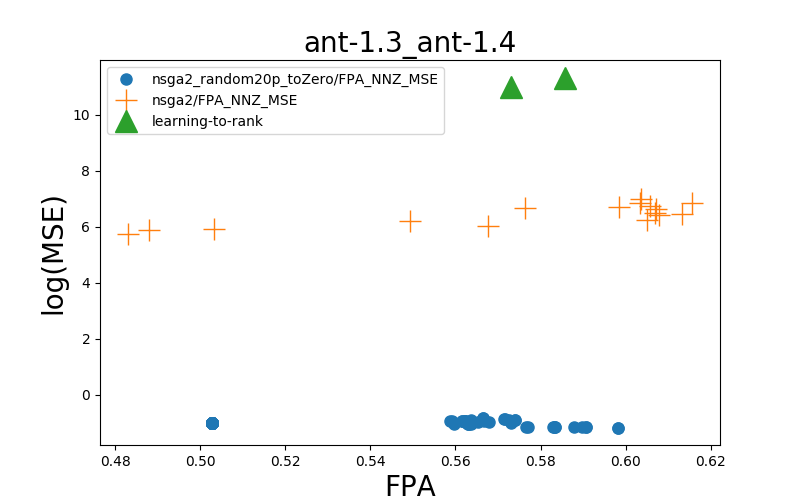 ant-1.3_ant-1.4
nsga2_random20p_toZero/FPA_NNZ_MSE
nsga2/FPA_NNZ_MSE
learning-to-rank
log(MSE)
10
8
6
4
2
0
0.48 0.50 0.52 0.54 0.56 0.58 0.60 0.62
FPA